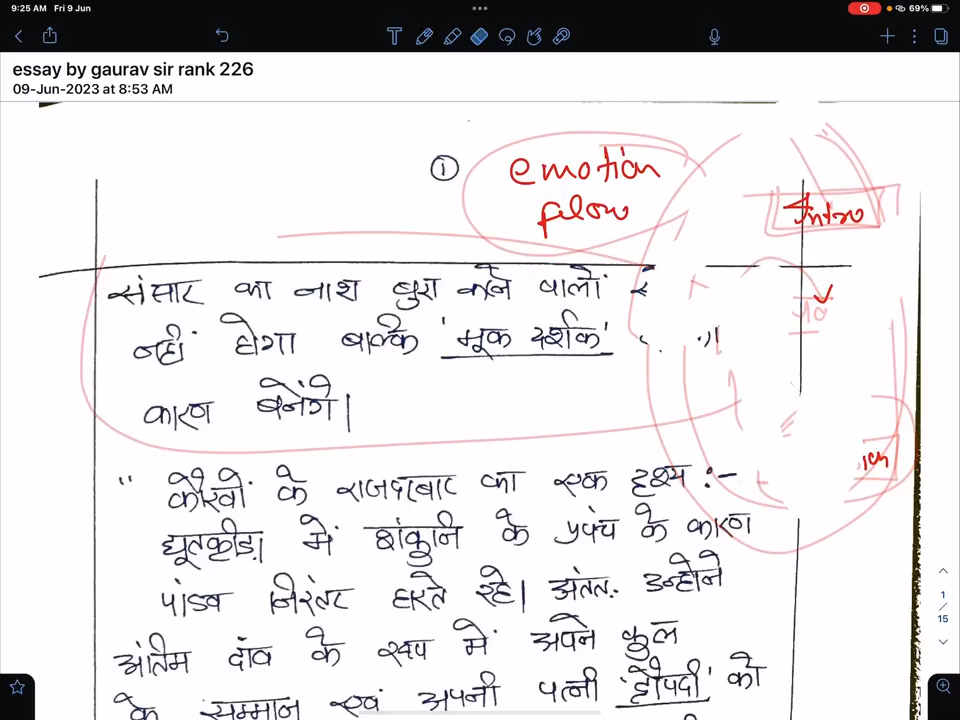 9:25 AM Fri 9 Jun
69%
essay by gaurav sir rank 226
09-Jun-2023 at 8:53 AM
① emotion
flow
Intro
संसार का नाश बुरा करने वालों से
नहीं होगा बल्कि 'मूक दर्शक'
कारण बनेंगे।
" कौरवों के राजदरबार का एक दृश्य :-
द्यूतक्रीड़ा में शकुनि के प्रपंच के कारण
पांडव निरंतर हारते रहे। अंततः उन्होने
अंतिम दांव के रूप में अपने कुल
के सम्मान एवं अपनी पत्नी 'द्रौपदी' को
1
/
15